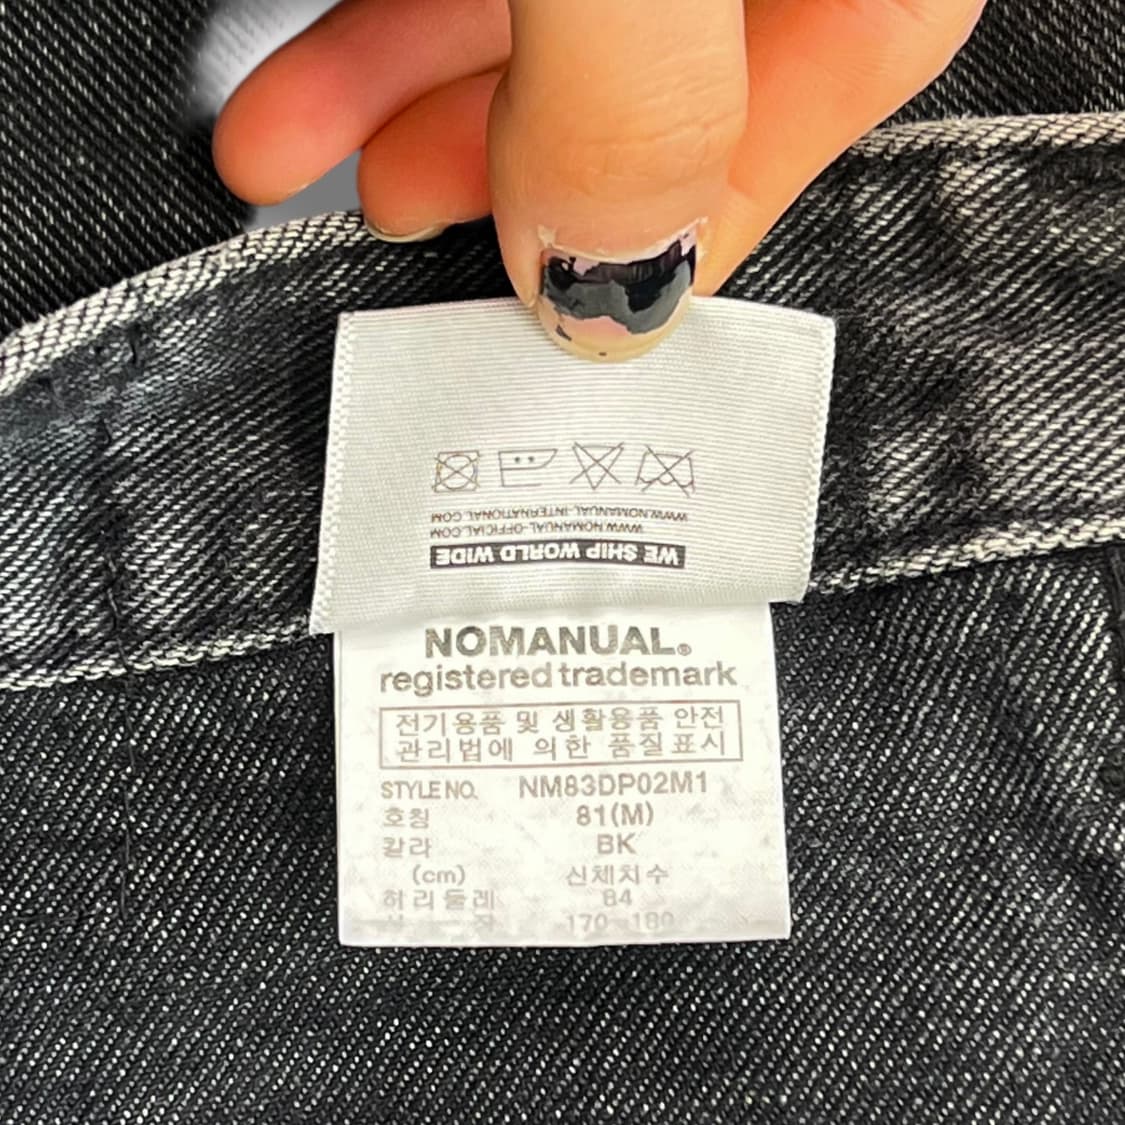 WWW.NOMANUAL-INTERNATIONAL.COM
WWW.NOMANUAL-OFFICIAL.COM
WE SHIP WORLD WIDE
NOMANUAL®
registered trademark
전기용품 및 생활용품 안전
관리법에 의한 품질표시
STYLE NO. NM83DP02M1
호칭 81(M)
칼라 BK
(cm) 신체치수
허리둘레 84
170-180